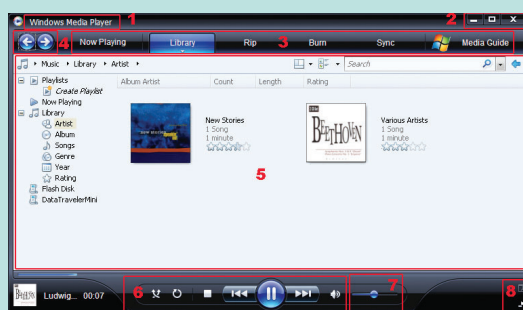 Windows Media Player 1 2
4 Now Playing Library Rip 3 Burn Sync Media Guide
Music Library Artist Search
Playlists Album Artist Count Length Rating
Create Playlist
Now Playing
Library
Artist
Album
Songs
Genre
Year
Rating
Flash Disk
DataTravelerMini
New Stories
1 Song
1 minute
BEETHOVEN
Various Artists
1 Song
1 minute
5
Ludwig... 00:07 6 7 8